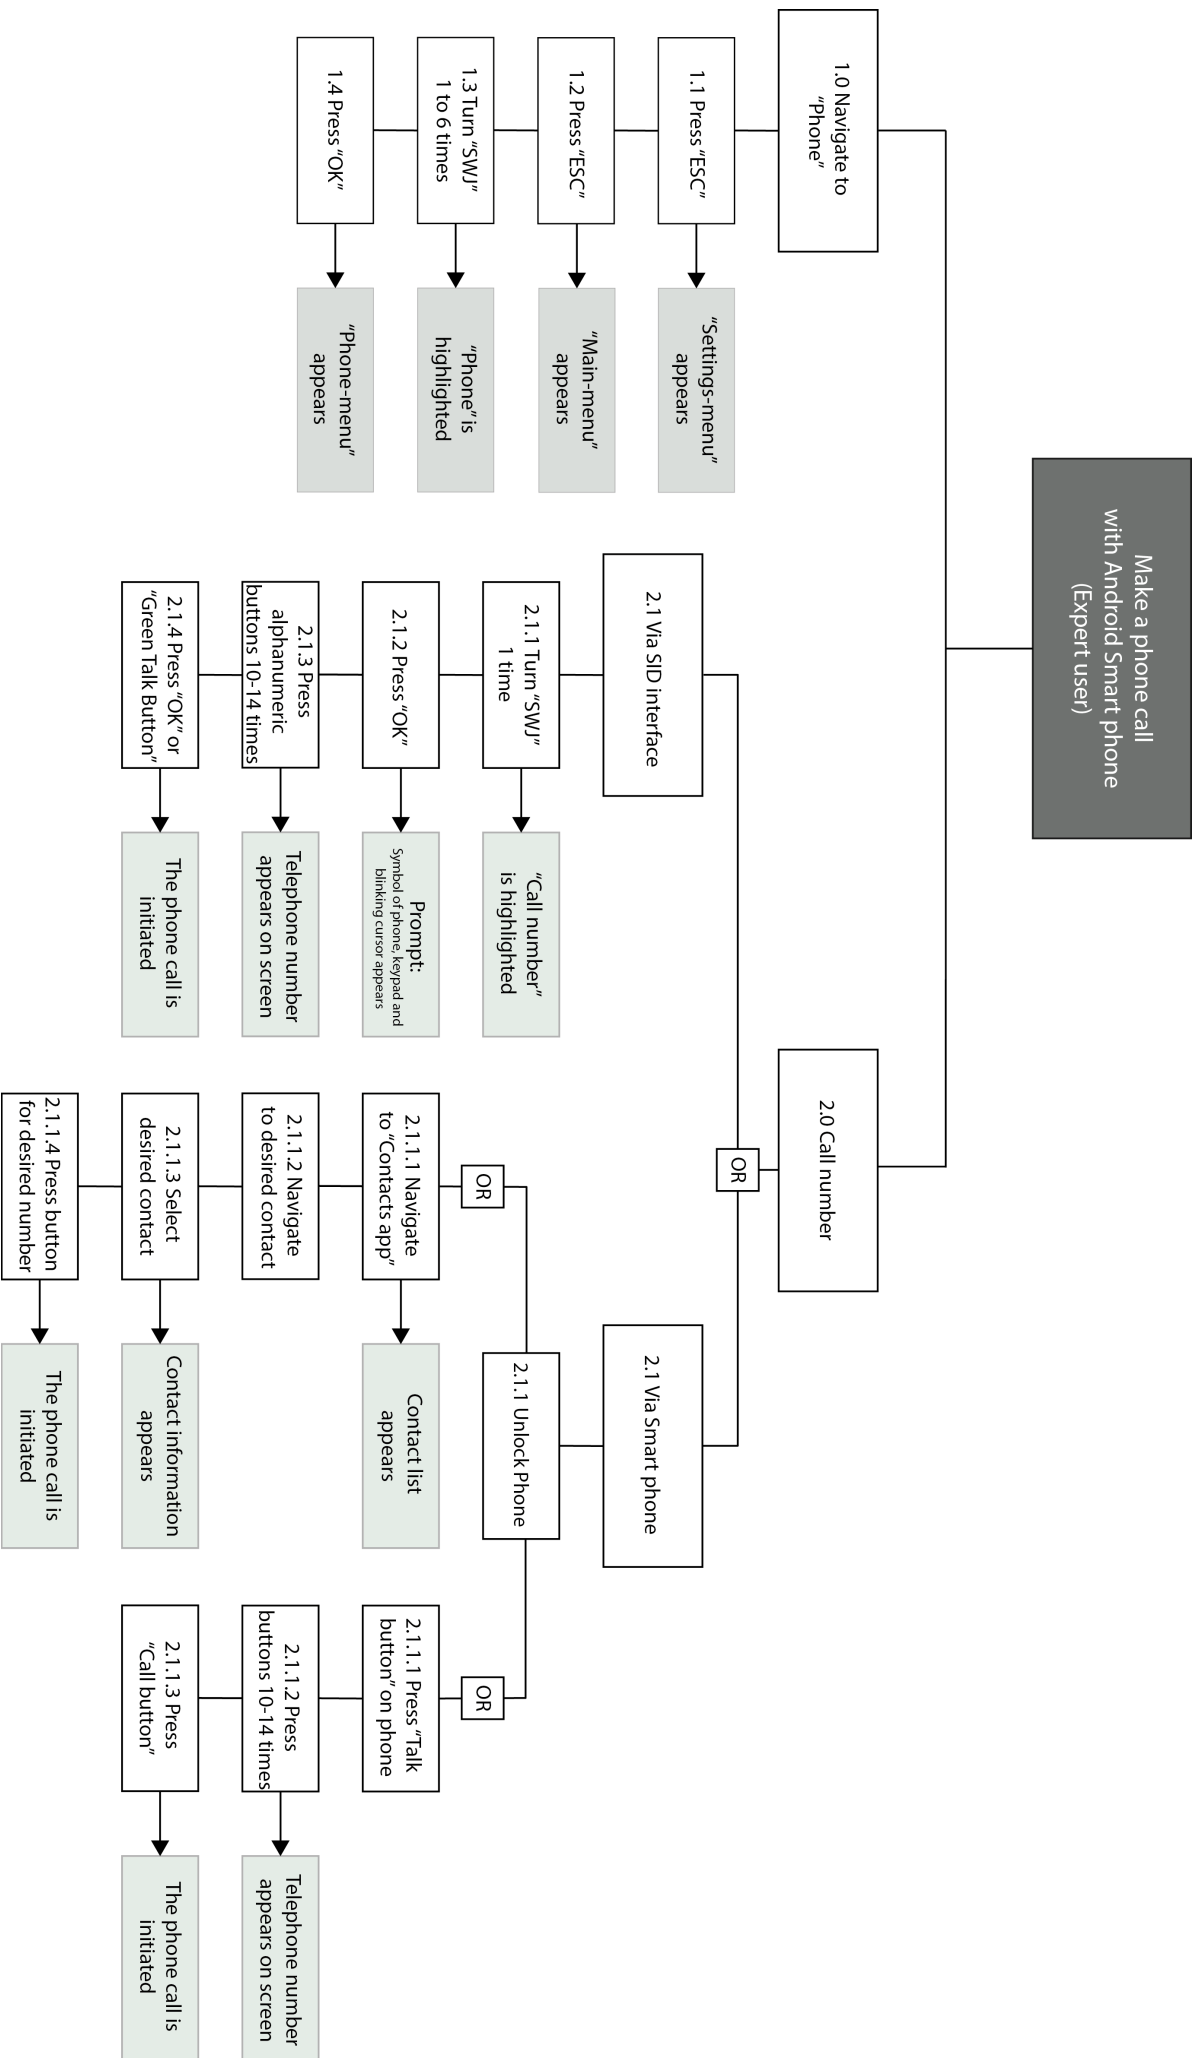 Make a phone call
with Android Smart phone
(Expert user)
1.0 Navigate to
“Phone”
1.1 Press “ESC”
“Settings-menu”
appears
1.2 Press “ESC”
“Main-menu”
appears
1.3 Turn “SWJ”
1 to 6 times
“Phone” is
highlighted
1.4 Press “OK”
“Phone-menu”
appears
2.0 Call number
OR
2.1 Via SID interface
2.1.1 Turn “SWJ”
1 time
“Call number”
is highlighted
2.1.2 Press “OK”
Prompt:
Symbol of phone, keypad and
blinking cursor appears
2.1.3 Press
alphanumeric
buttons 10-14 times
Telephone number
appears on screen
2.1.4 Press “OK” or
“Green Talk Button”
The phone call is
initiated
2.1 Via Smart phone
2.1.1 Unlock Phone
OR
2.1.1.1 Navigate
to “Contacts app”
Contact list
appears
2.1.1.2 Navigate
to desired contact
2.1.1.3 Select
desired contact
Contact information
appears
2.1.1.4 Press button
for desired number
The phone call is
initiated
OR
2.1.1.1 Press “Talk
button” on phone
2.1.1.2 Press
buttons 10-14 times
Telephone number
appears on screen
2.1.1.3 Press
“Call button”
The phone call is
initiated